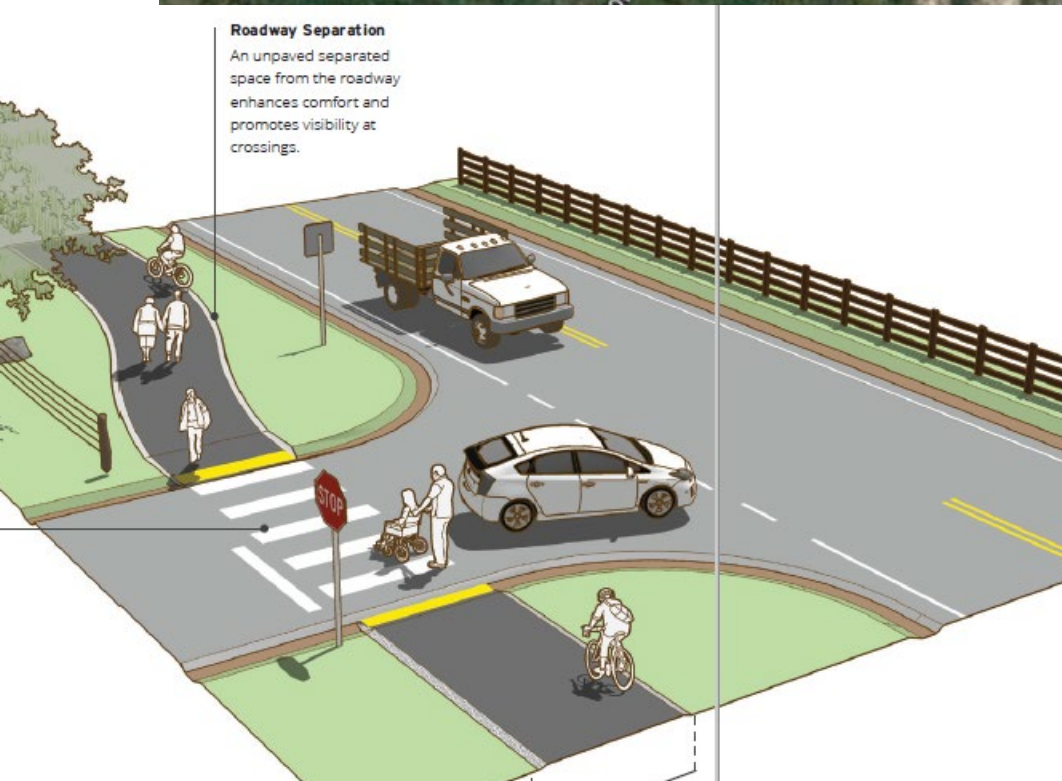 Roadway Separation
An unpaved separated
space from the roadway
enhances comfort and
promotes visibility at
crossings.
STOP